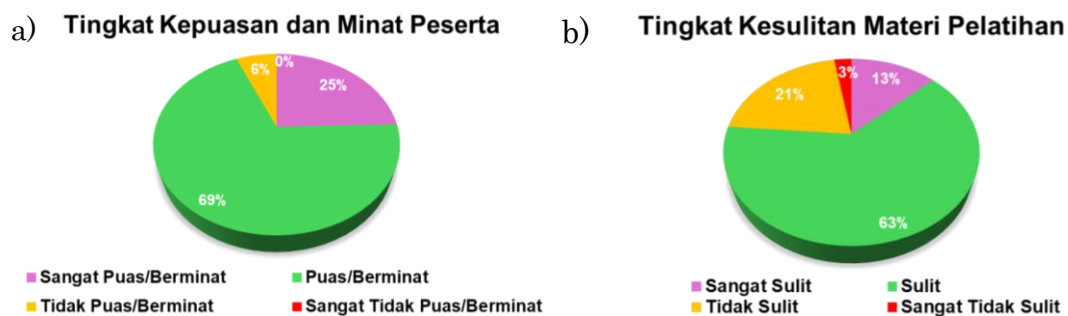 a) Tingkat Kepuasan dan Minat Peserta
0%
6%
25%
69%
Sangat Puas/Berminat
Puas/Berminat
Tidak Puas/Berminat
Sangat Tidak Puas/Berminat
b) Tingkat Kesulitan Materi Pelatihan
3%
13%
21%
63%
Sangat Sulit
Sulit
Tidak Sulit
Sangat Tidak Sulit